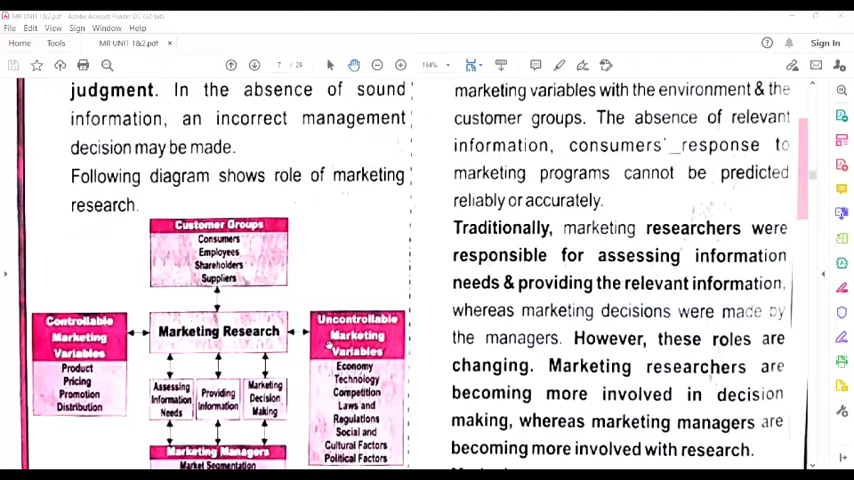 MR UNIT 1&2.pdf - Adobe Acrobat Reader DC (32-bit)
File Edit View Sign Window Help
Home Tools MR UNIT 1&2.pdf × Sign In
7 / 29 164%
judgment. In the absence of sound
information, an incorrect management
decision may be made.
Following diagram shows role of marketing
research.
Customer Groups
Consumers
Employees
Shareholders
Suppliers
Controllable
Marketing
Variables
Product
Pricing
Promotion
Distribution
Marketing Research
Uncontrollable
Marketing
Variables
Economy
Technology
Competition
Laws and
Regulations
Social and
Cultural Factors
Political Factors
Assessing
Information
Needs
Providing
Information
Marketing
Decision
Making
Marketing Managers
Market Segmentation
marketing variables with the environment & the
customer groups. The absence of relevant
information, consumers' response to
marketing programs cannot be predicted
reliably or accurately.
Traditionally, marketing researchers were
responsible for assessing information
needs & providing the relevant information,
whereas marketing decisions were made by
the managers. However, these roles are
changing. Marketing researchers are
becoming more involved in decision
making, whereas marketing managers are
becoming more involved with research.